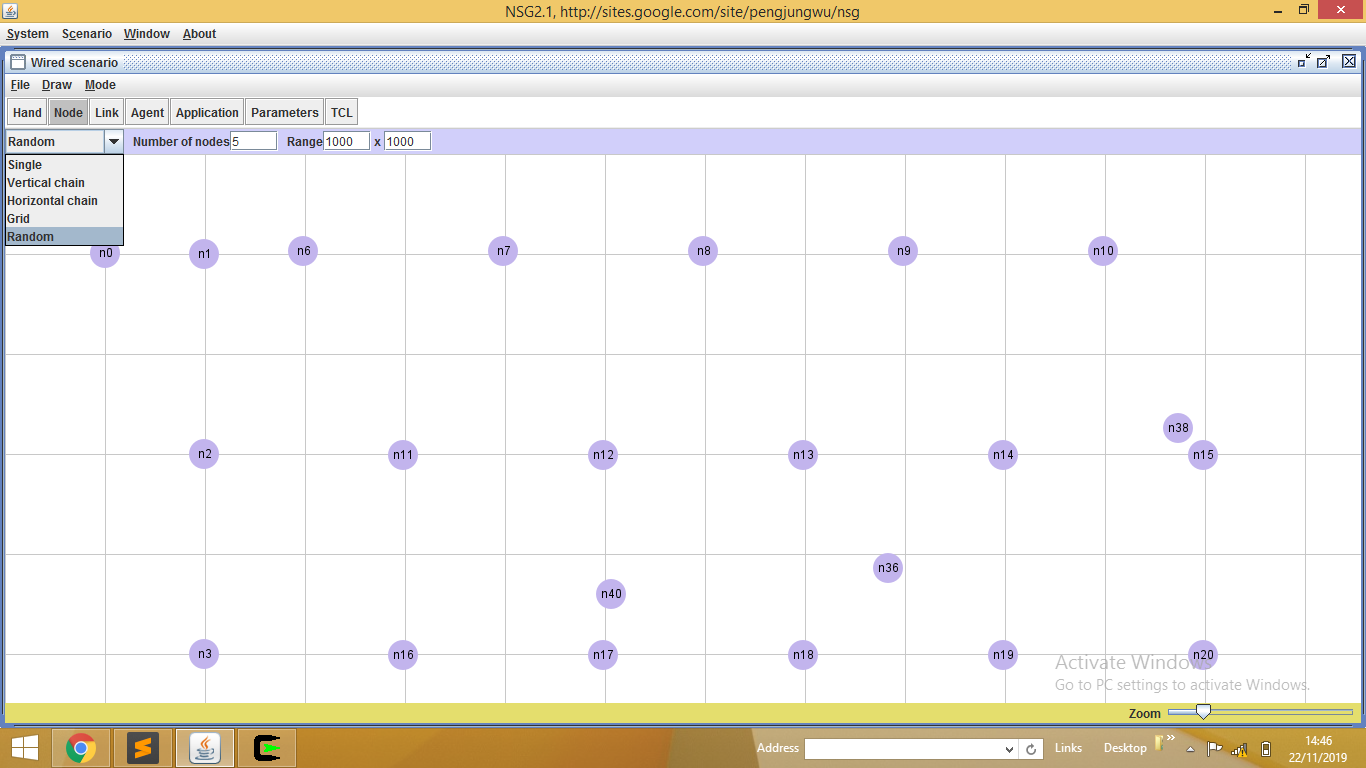 NSG2.1, http://sites.google.com/site/pengjungwu/nsg
System Scenario Window About
Wired scenario
File Draw Mode
Hand Node Link Agent Application Parameters TCL
Random Number of nodes 5 Range 1000 x 1000
Single
Vertical chain
Horizontal chain
Grid
Random
n0 n1 n6 n7 n8 n9 n10
n38
n2 n11 n12 n13 n14 n15
n36
n40
n3 n16 n17 n18 n19 n20
Activate Windows
Go to PC settings to activate Windows.
Zoom
Address Links Desktop
14:46
22/11/2019